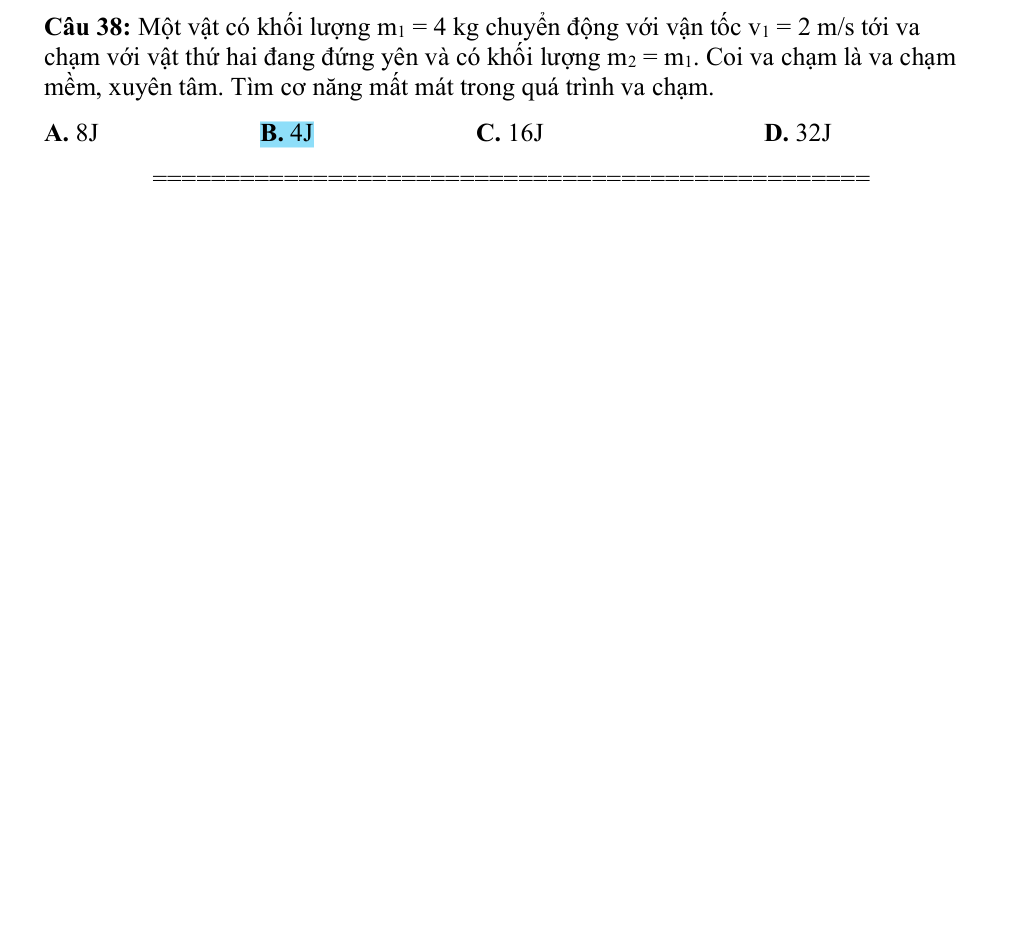 Câu 38: Một vật có khối lượng m₁ = 4 kg chuyển động với vận tốc v₁ = 2 m/s tới va
chạm với vật thứ hai đang đứng yên và có khối lượng m₂ = m₁. Coi va chạm là va chạm
mềm, xuyên tâm. Tìm cơ năng mất mát trong quá trình va chạm.
A. 8J B. 4J C. 16J D. 32J
=================================================